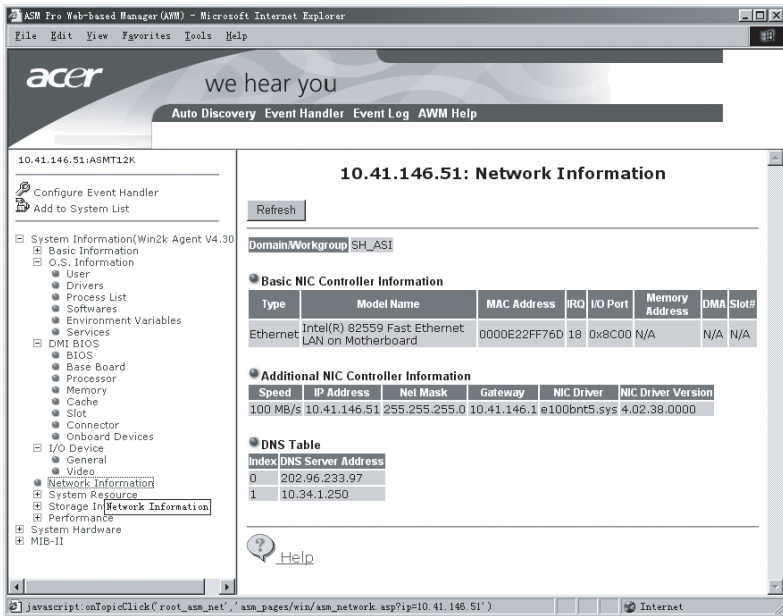 ASM Pro Web-based Manager(AWM) - Microsoft Internet Explorer
File Edit View Favorites Tools Help
acer
we hear you
Auto Discovery Event Handler Event Log AWM Help
10.41.146.51:ASMT12K
Configure Event Handler
Add to System List
System Information(Win2k Agent V4.30
Basic Information
O.S. Information
User
Drivers
Process List
Softwares
Environment Variables
Services
DMI BIOS
BIOS
Base Board
Processor
Memory
Cache
Slot
Connector
Onboard Devices
I/O Device
General
Video
Network Information
System Resource
Storage In
Network Information
Performance
System Hardware
MIB-II
10.41.146.51: Network Information
Refresh
Domain/Workgroup SH_ASI
Basic NIC Controller Information
Type Model Name MAC Address IRQ I/O Port Memory Address DMA Slot#
Ethernet Intel(R) 82559 Fast Ethernet LAN on Motherboard 0000E22FF76D 18 0x8C00 N/A N/A N/A
Additional NIC Controller Information
Speed IP Address Net Mask Gateway NIC Driver NIC Driver Version
100 MB/s 10.41.146.51 255.255.255.0 10.41.146.1 e100bnt5.sys 4.02.38.0000
DNS Table
Index DNS Server Address
0 202.96.233.97
1 10.34.1.250
Help
javascript:onTopicClick('root_asm_net','asm_pages/win/asm_network.asp?ip=10.41.146.51')
Internet